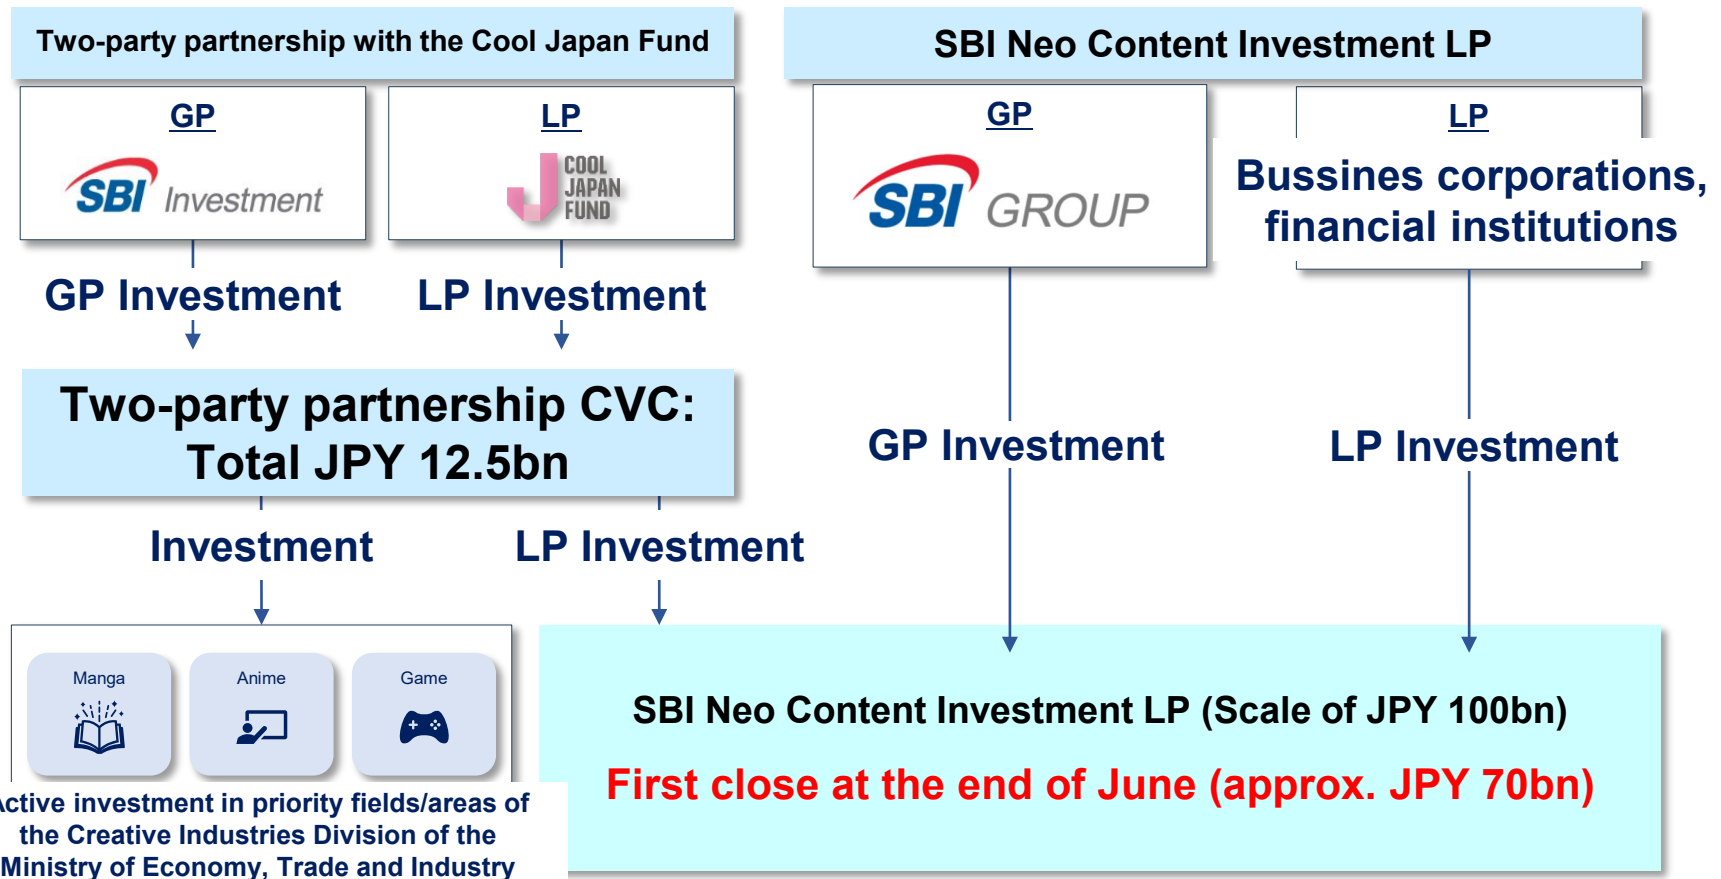 Two-party partnership with the Cool Japan Fund
SBI Neo Content Investment LP
GP
SBI Investment
LP
COOL
JAPAN
FUND
GP
SBI GROUP
LP
Bussines corporations,
financial institutions
GP Investment
LP Investment
Two-party partnership CVC:
Total JPY 12.5bn
GP Investment
LP Investment
Investment
LP Investment
Manga
Anime
Game
Active investment in priority fields/areas of
the Creative Industries Division of the
Ministry of Economy, Trade and Industry
SBI Neo Content Investment LP (Scale of JPY 100bn)
First close at the end of June (approx. JPY 70bn)